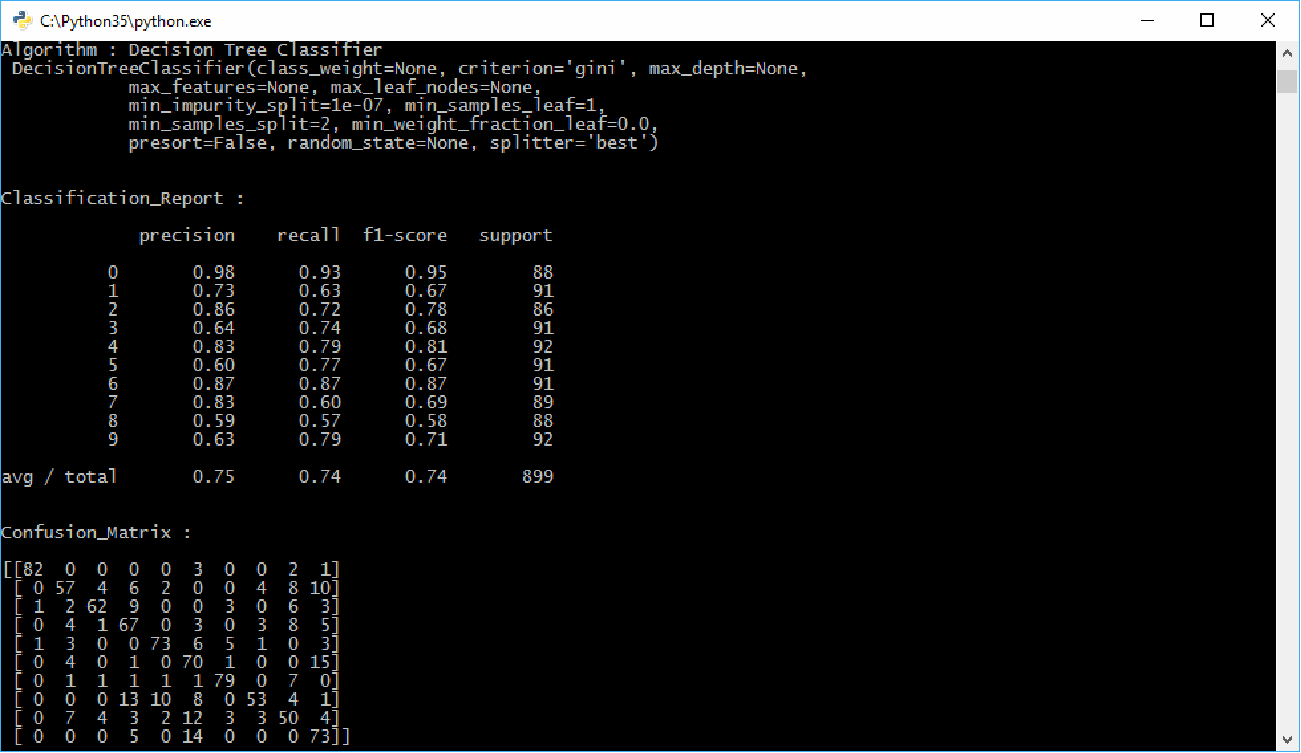 C:\Python35\python.exe
Algorithm : Decision Tree Classifier
 DecisionTreeClassifier(class_weight=None, criterion='gini', max_depth=None,
            max_features=None, max_leaf_nodes=None,
            min_impurity_split=1e-07, min_samples_leaf=1,
            min_samples_split=2, min_weight_fraction_leaf=0.0,
            presort=False, random_state=None, splitter='best')
Classification_Report :
             precision    recall  f1-score   support
          0       0.98      0.93      0.95        88
          1       0.73      0.63      0.67        91
          2       0.86      0.72      0.78        86
          3       0.64      0.74      0.68        91
          4       0.83      0.79      0.81        92
          5       0.60      0.77      0.67        91
          6       0.87      0.87      0.87        91
          7       0.83      0.60      0.69        89
          8       0.59      0.57      0.58        88
          9       0.63      0.79      0.71        92
avg / total       0.75      0.74      0.74       899
Confusion_Matrix :
[[82  0  0  0  0  3  0  0  2  1]
 [ 0 57  4  6  2  0  0  4  8 10]
 [ 1  2 62  9  0  0  3  0  6  3]
 [ 0  4  1 67  0  3  0  3  8  5]
 [ 1  3  0  0 73  6  5  1  0  3]
 [ 0  4  0  1  0 70  1  0  0 15]
 [ 0  1  1  1  1  1 79  0  7  0]
 [ 0  0  0 13 10  8  0 53  4  1]
 [ 0  7  4  3  2 12  3  3 50  4]
 [ 0  0  0  5  0 14  0  0  0 73]]